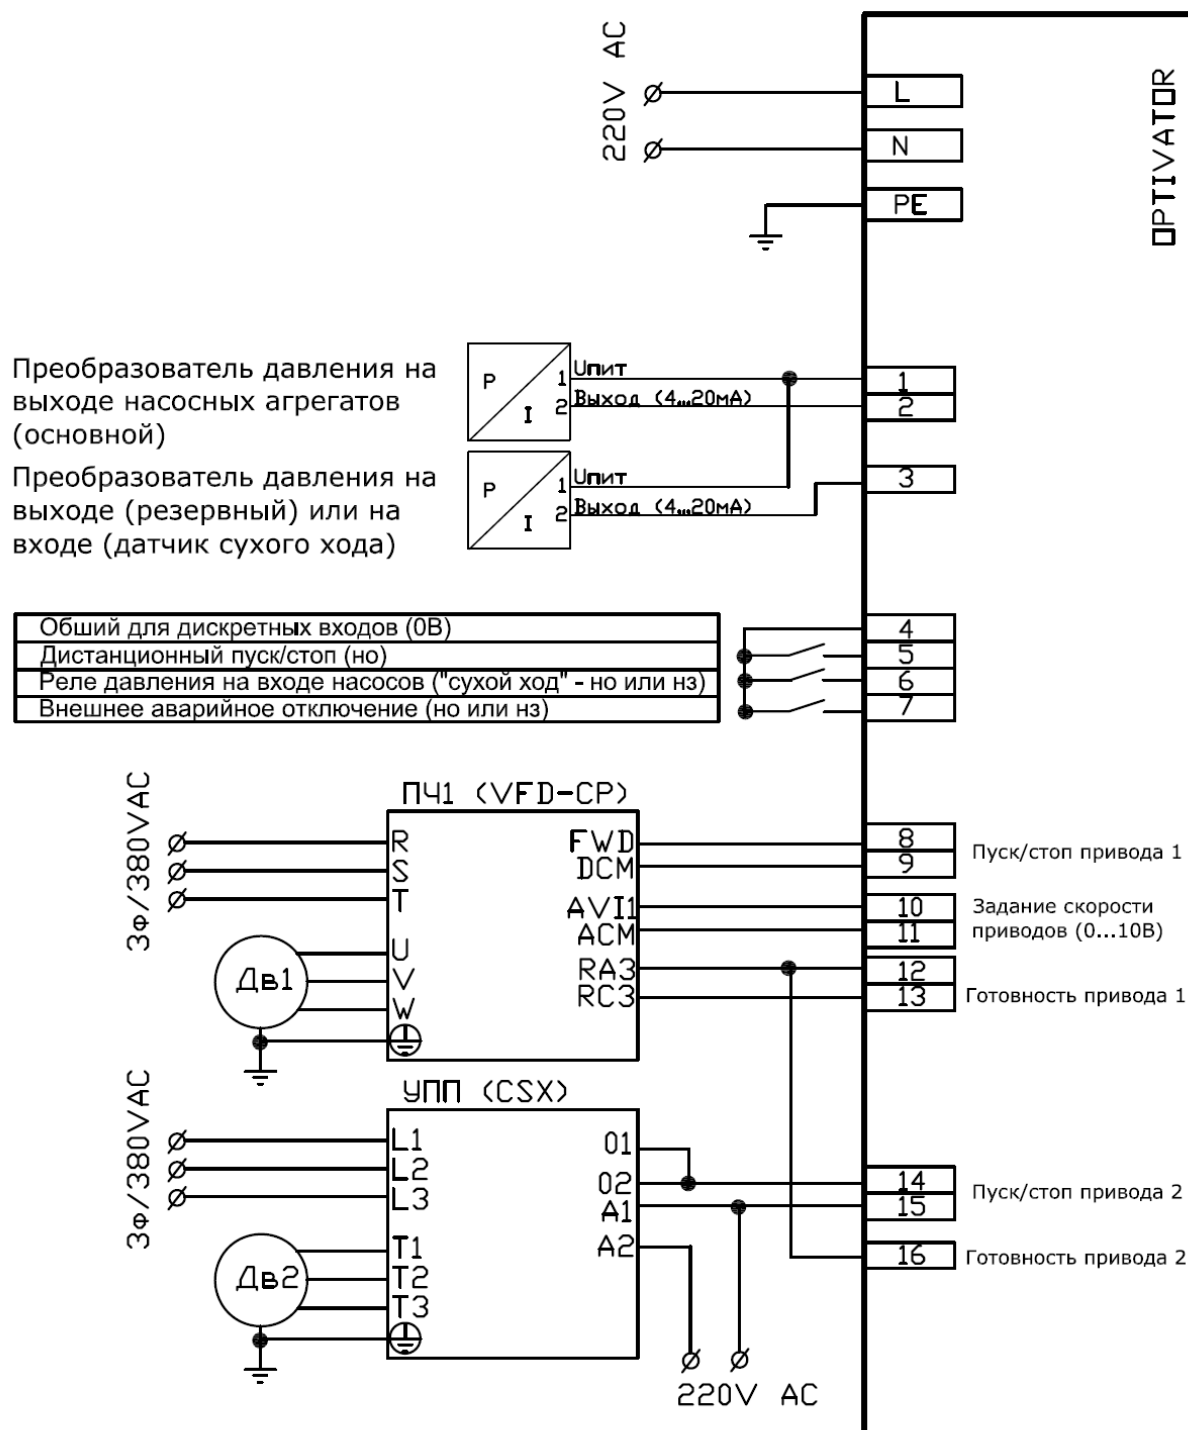 220V AC
L
N
PE
OPTIVATOR
Преобразователь давления на
выходе насосных агрегатов
(основной)
P
I
1 Uпит
2 Выход (4...20мА)
1
2
Преобразователь давления на
выходе (резервный) или на
входе (датчик сухого хода)
P
I
1 Uпит
2 Выход (4...20мА)
3
Обший для дискретных входов (0В)
4
Дистанционный пуск/стоп (но)
5
Реле давления на входе насосов ("сухой ход" - но или нз)
6
Внешнее аварийное отключение (но или нз)
7
3ф/380VAC
ПЧ1 (VFD-CP)
R
S
T
U
V
W
Дв1
FWD
DCM
AVI1
ACM
RA3
RC3
8
9
Пуск/стоп привода 1
10
11
Задание скорости
приводов (0...10В)
12
13
Готовность привода 1
3ф/380VAC
УПП (CSX)
L1
L2
L3
T1
T2
T3
Дв2
01
02
A1
A2
14
15
Пуск/стоп привода 2
16
Готовность привода 2
220V AC